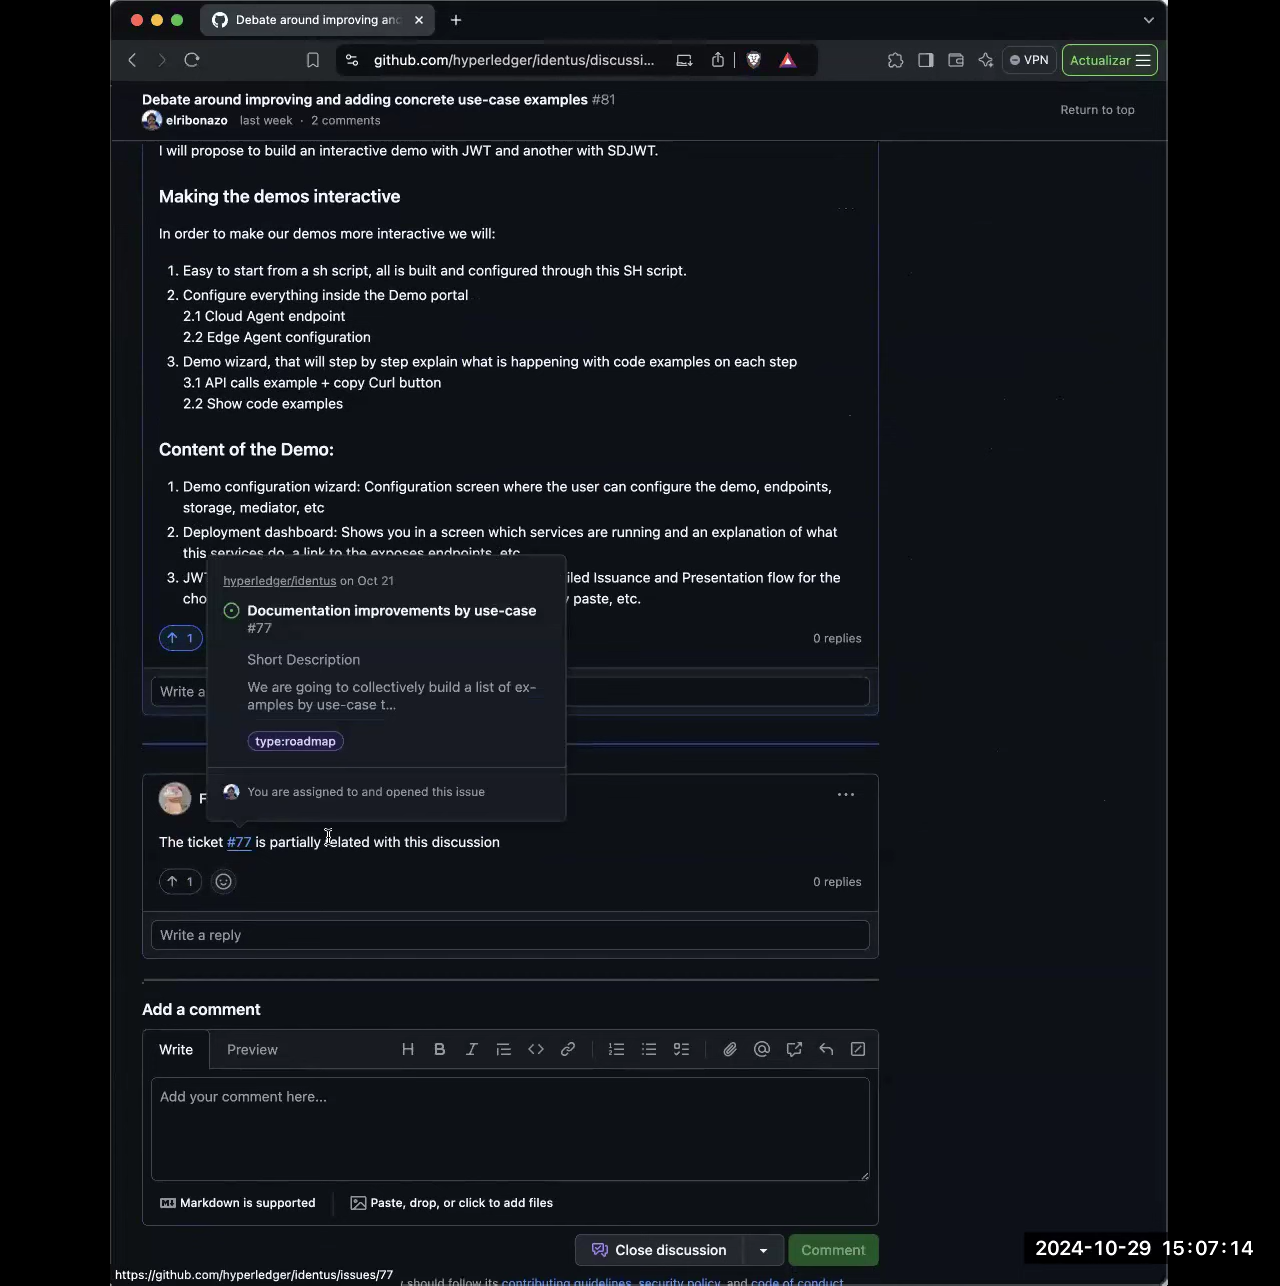 Debate around improving and
github.com/hyperledger/identus/discussi...
VPN
Actualizar
Debate around improving and adding concrete use-case examples #81
elribonazo last week · 2 comments
Return to top
I will propose to build an interactive demo with JWT and another with SDJWT.
Making the demos interactive
In order to make our demos more interactive we will:
1. Easy to start from a sh script, all is built and configured through this SH script.
2. Configure everything inside the Demo portal
2.1 Cloud Agent endpoint
2.2 Edge Agent configuration
3. Demo wizard, that will step by step explain what is happening with code examples on each step
3.1 API calls example + copy Curl button
2.2 Show code examples
Content of the Demo:
1. Demo configuration wizard: Configuration screen where the user can configure the demo, endpoints,
storage, mediator, etc
2. Deployment dashboard: Shows you in a screen which services are running and an explanation of what
this services do, a link to the exposes endpoints, etc
3. JW iled Issuance and Presentation flow for the
cho paste, etc.
hyperledger/identus on Oct 21
Documentation improvements by use-case
#77
Short Description
We are going to collectively build a list of ex-
amples by use-case t...
type:roadmap
You are assigned to and opened this issue
1
0 replies
Write a
F
The ticket #77 is partially related with this discussion
1
0 replies
Write a reply
Add a comment
Write Preview
Add your comment here...
Markdown is supported
Paste, drop, or click to add files
Close discussion
Comment
2024-10-29 15:07:14
https://github.com/hyperledger/identus/issues/77
should follow its contributing guidelines, security policy, and code of conduct